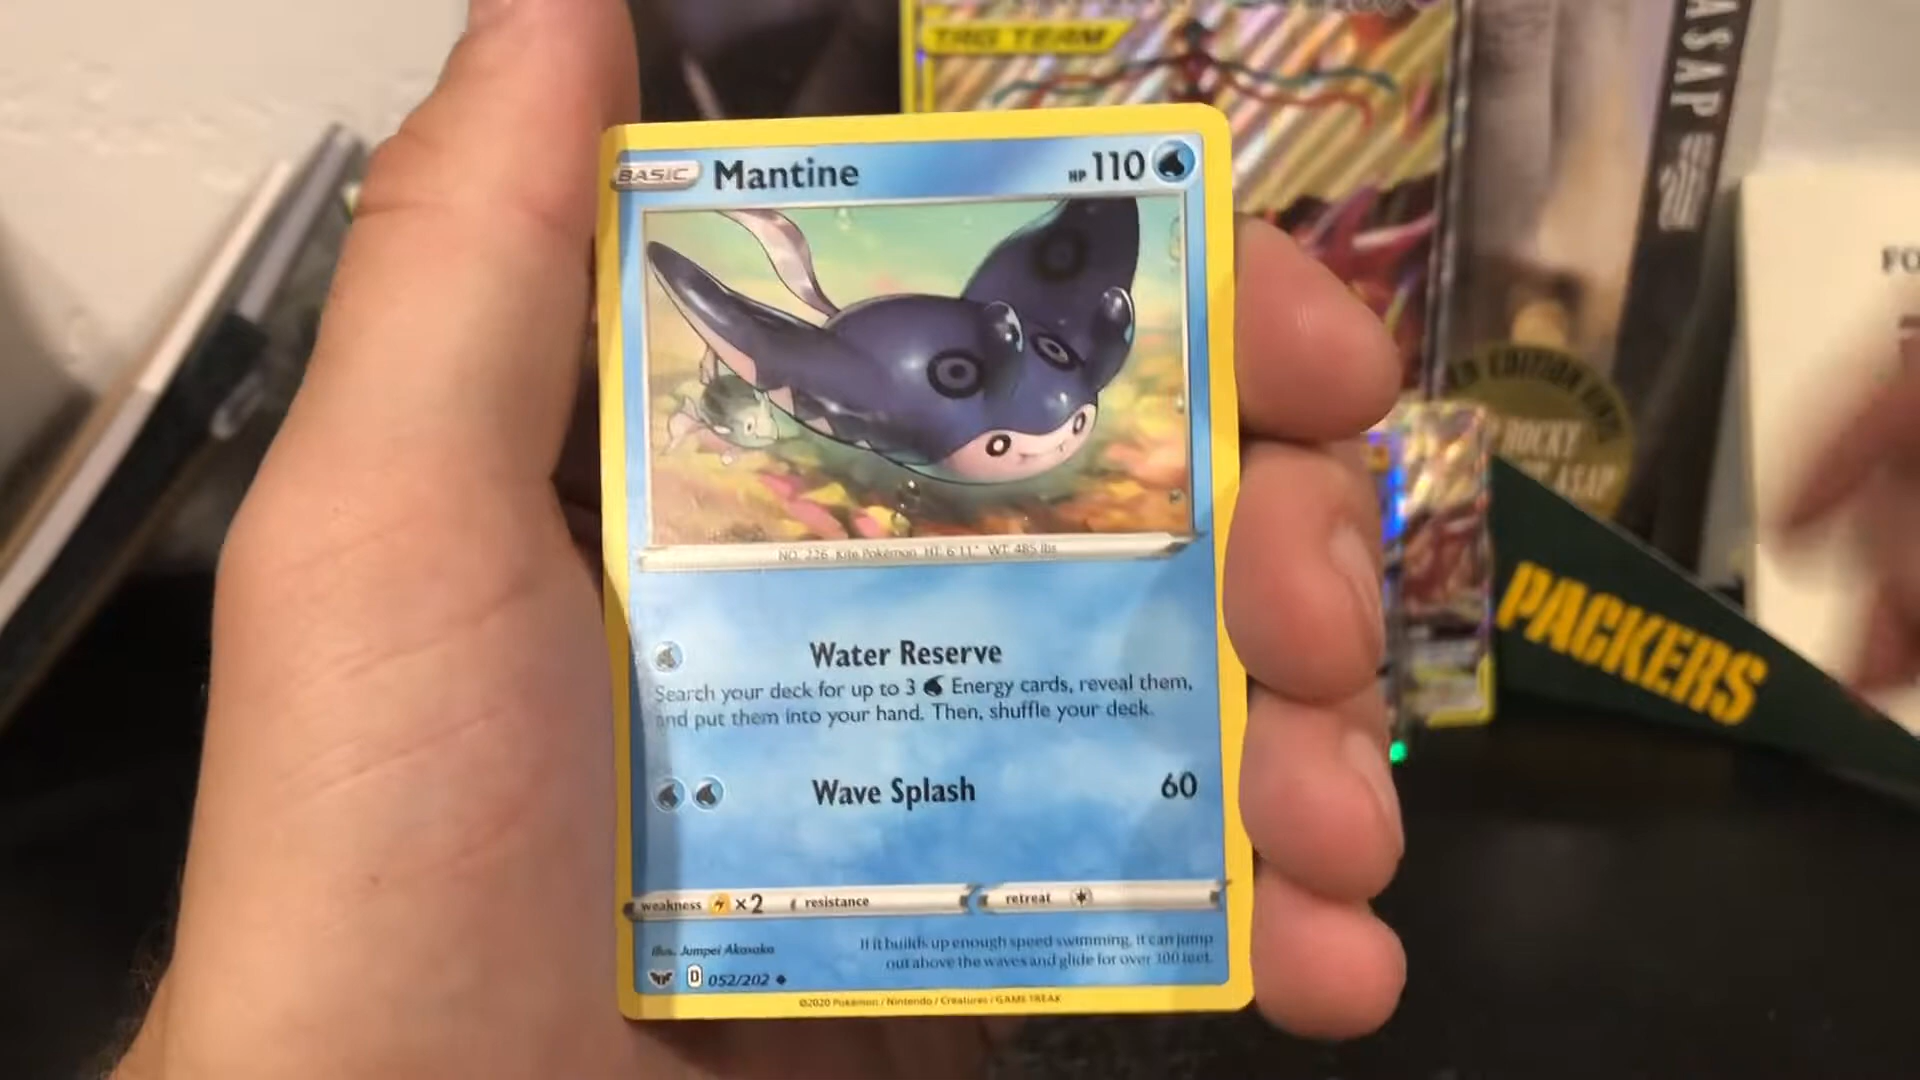 TAG TEAM
ASAP
BASIC Mantine HP 110
NO. 226 Kite Pokémon HT: 6'11" WT: 485 lbs
Water Reserve
Search your deck for up to 3 Energy cards, reveal them,
and put them into your hand. Then, shuffle your deck.
Wave Splash 60
weakness ×2 resistance retreat
Illus. Jumpei Akasaka
If it builds up enough speed swimming, it can jump
out above the waves and glide for over 300 feet.
D 052/202
©2020 Pokémon / Nintendo / Creatures / GAME FREAK
EDITION
ROCKY
ASAP
PACKERS
FO